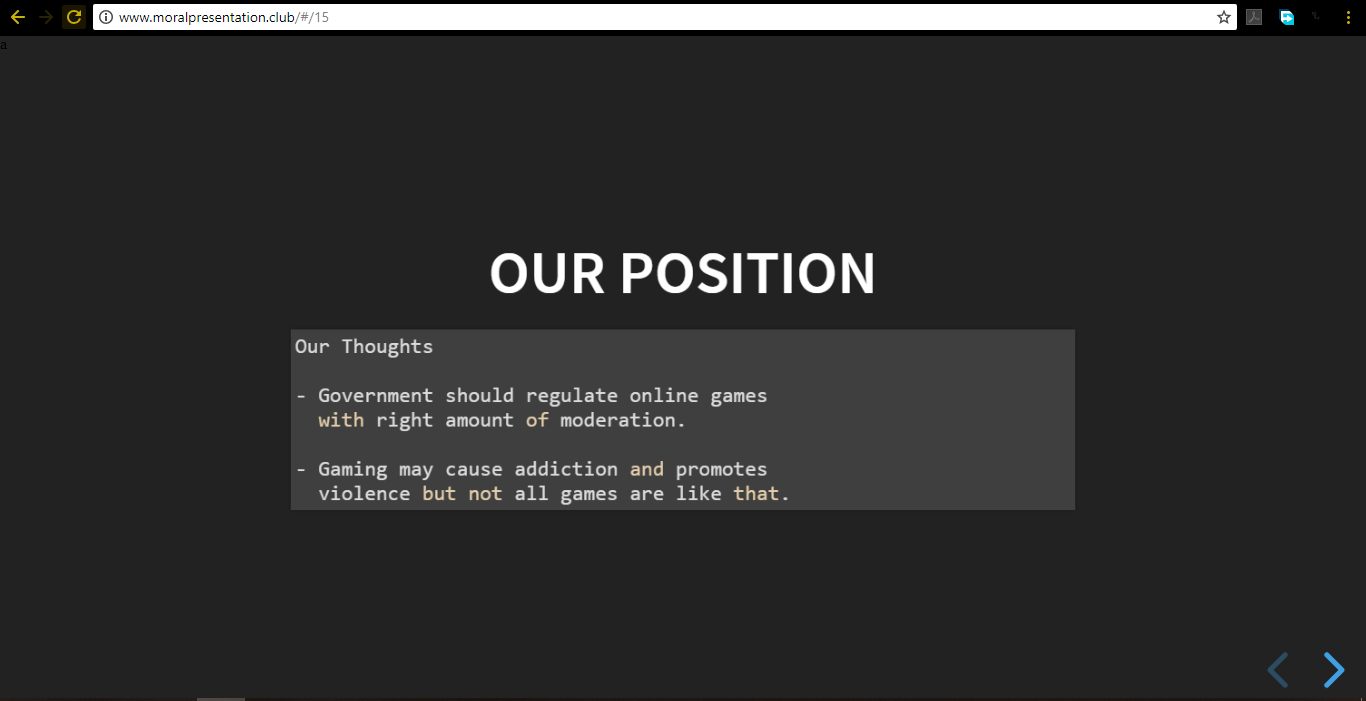 www.moralpresentation.club/#/15
a
OUR POSITION
Our Thoughts
- Government should regulate online games
with right amount of moderation.
- Gaming may cause addiction and promotes
violence but not all games are like that.